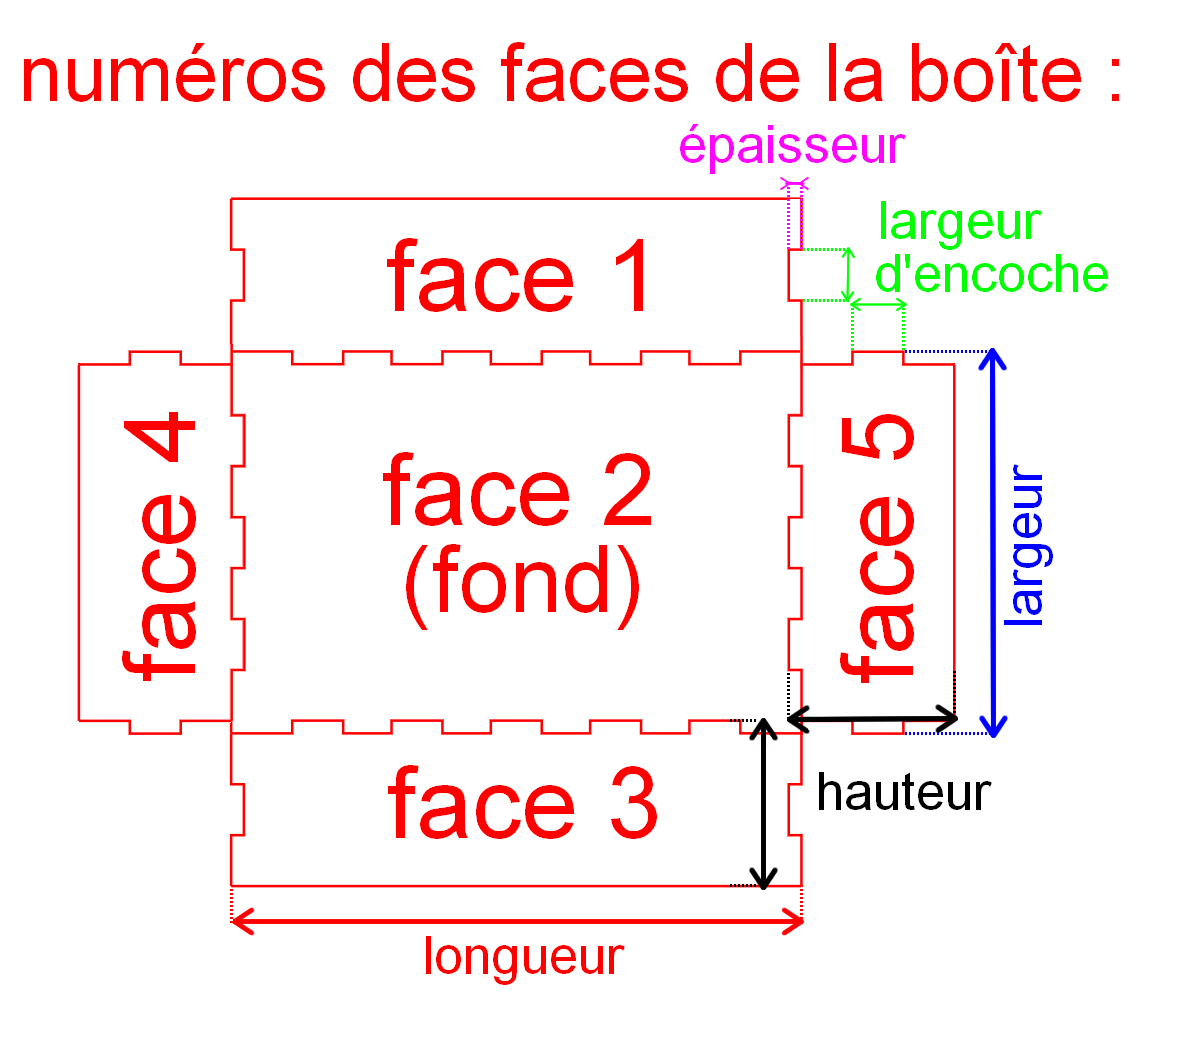 numéros des faces de la boîte :
épaisseur
largeur
d'encoche
face 1
face 4
face 2
(fond)
face 5
largeur
face 3
hauteur
longueur